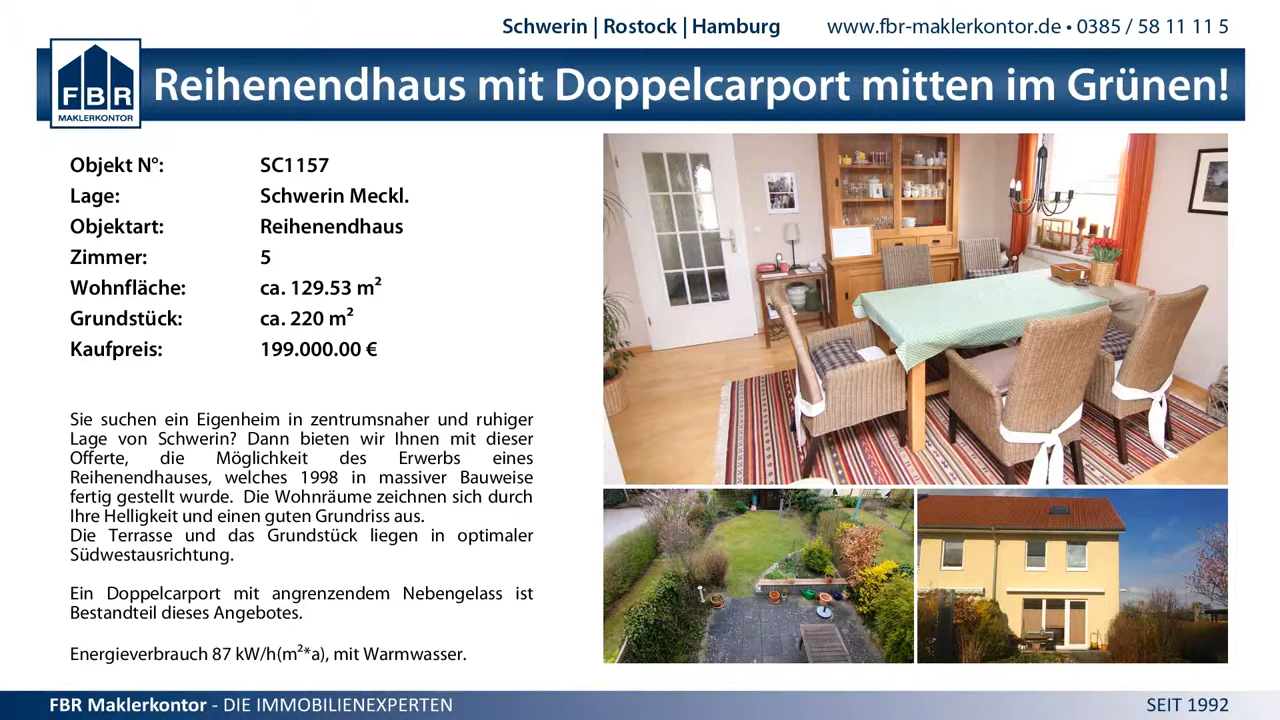 Schwerin | Rostock | Hamburg www.fbr-maklerkontor.de • 0385 / 58 11 11 5
FBR
MAKLERKONTOR
Reihenendhaus mit Doppelcarport mitten im Grünen!
Objekt N°: SC1157
Lage: Schwerin Meckl.
Objektart: Reihenendhaus
Zimmer: 5
Wohnfläche: ca. 129.53 m²
Grundstück: ca. 220 m²
Kaufpreis: 199.000.00 €
Sie suchen ein Eigenheim in zentrumsnaher und ruhiger
Lage von Schwerin? Dann bieten wir Ihnen mit dieser
Offerte, die Möglichkeit des Erwerbs eines
Reihenendhauses, welches 1998 in massiver Bauweise
fertig gestellt wurde. Die Wohnräume zeichnen sich durch
Ihre Helligkeit und einen guten Grundriss aus.
Die Terrasse und das Grundstück liegen in optimaler
Südwestausrichtung.
Ein Doppelcarport mit angrenzendem Nebengelass ist
Bestandteil dieses Angebotes.
Energieverbrauch 87 kW/h(m²*a), mit Warmwasser.
FBR Maklerkontor - DIE IMMOBILIENEXPERTEN SEIT 1992